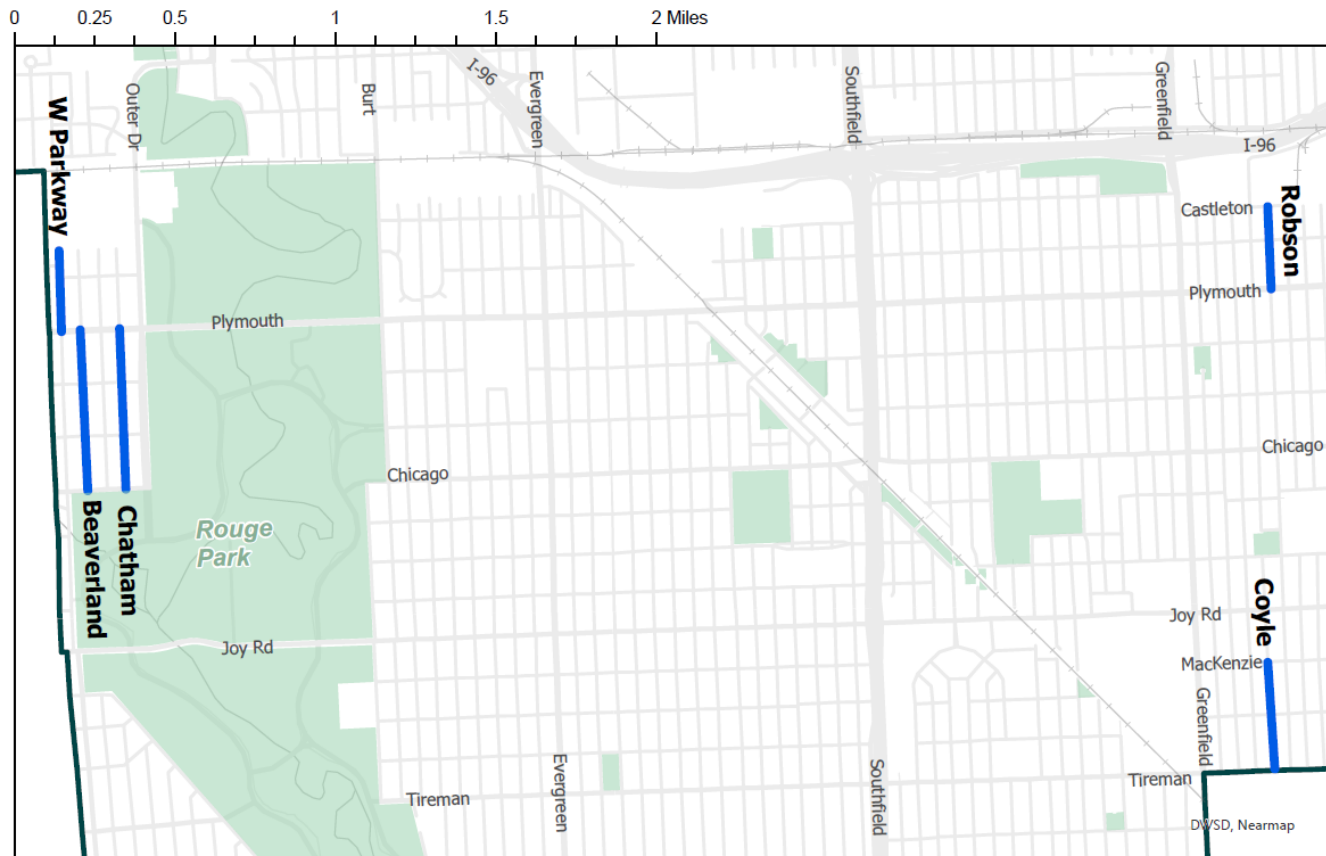 0 0.25 0.5 1 1.5 2 Miles
I-96
Outer Dr
Burt
Evergreen
Southfield
Greenfield
W Parkway
I-96
Castleton
Robson
Plymouth
Plymouth
Chicago
Chicago
Beaverland
Chatham
Rouge
Park
Joy Rd
Joy Rd
Coyle
MacKenzie
Greenfield
Evergreen
Southfield
Tireman
Tireman
DWSD, Nearmap